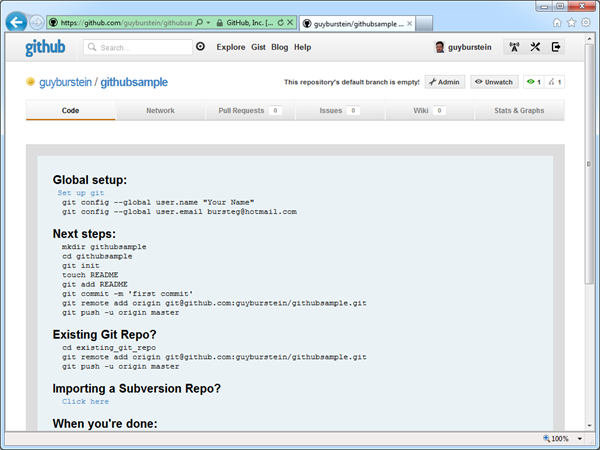 https://github.com/guyburstein/githubsar
GitHub, Inc. [...
guyburstein/githubsample ...
github
Search...
Explore Gist Blog Help
guyburstein
guyburstein / githubsample
This repository's default branch is empty!
Admin
Unwatch
1
1
Code
Network
Pull Requests 0
Issues 0
Wiki 0
Stats & Graphs
Global setup:
Set up git
git config --global user.name "Your Name"
git config --global user.email bursteg@hotmail.com
Next steps:
mkdir githubsample
cd githubsample
git init
touch README
git add README
git commit -m 'first commit'
git remote add origin git@github.com:guyburstein/githubsample.git
git push -u origin master
Existing Git Repo?
cd existing_git_repo
git remote add origin git@github.com:guyburstein/githubsample.git
git push -u origin master
Importing a Subversion Repo?
Click here
When you're done:
100%